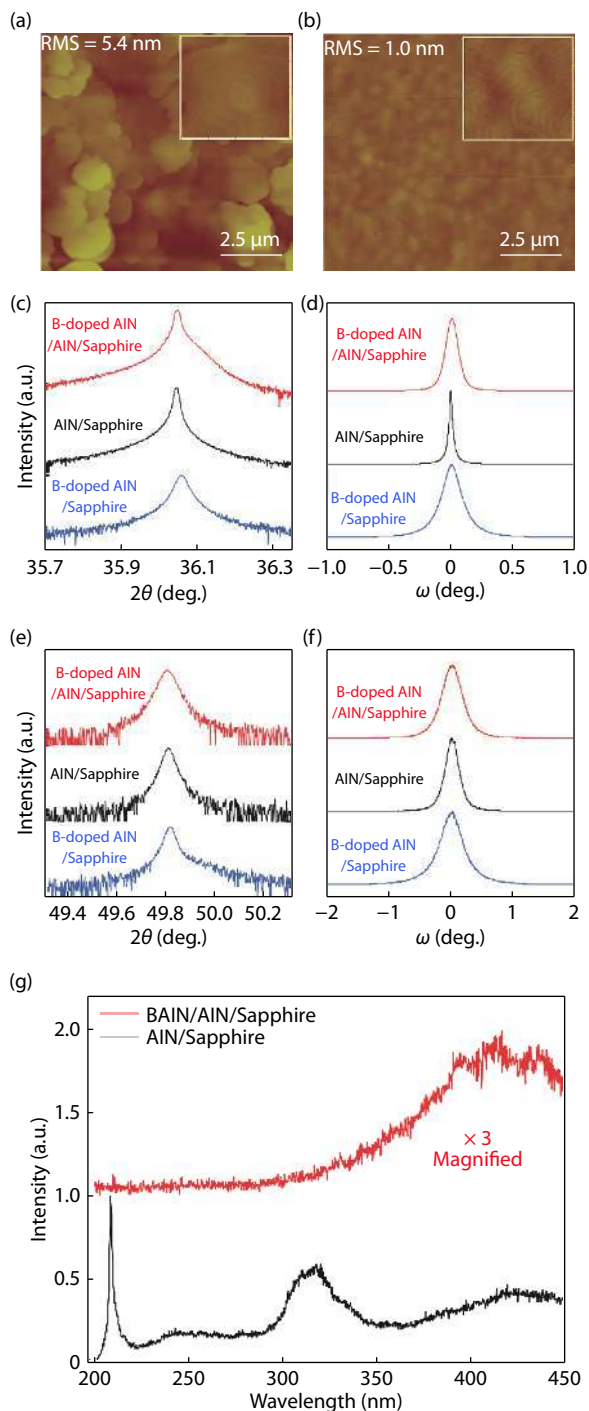 (a)
RMS = 5.4 nm
2.5 μm
(b)
RMS = 1.0 nm
2.5 μm
(c)
B-doped AlN
/AlN/Sapphire
AlN/Sapphire
B-doped AlN
/Sapphire
Intensity (a.u.)
35.7 35.9 36.1 36.3
2θ (deg.)
(d)
B-doped AlN
/AlN/Sapphire
AlN/Sapphire
B-doped AlN
/Sapphire
−1.0 −0.5 0 0.5 1.0
ω (deg.)
(e)
B-doped AlN
/AlN/Sapphire
AlN/Sapphire
B-doped AlN
/Sapphire
Intensity (a.u.)
49.4 49.6 49.8 50.0 50.2
2θ (deg.)
(f)
B-doped AlN
/AlN/Sapphire
AlN/Sapphire
B-doped AlN
/Sapphire
−2 −1 0 1 2
ω (deg.)
(g)
BAlN/AlN/Sapphire
AlN/Sapphire
× 3
Magnified
Intensity (a.u.)
2.0
1.5
1.0
0.5
0
200 250 300 350 400 450
Wavelength (nm)